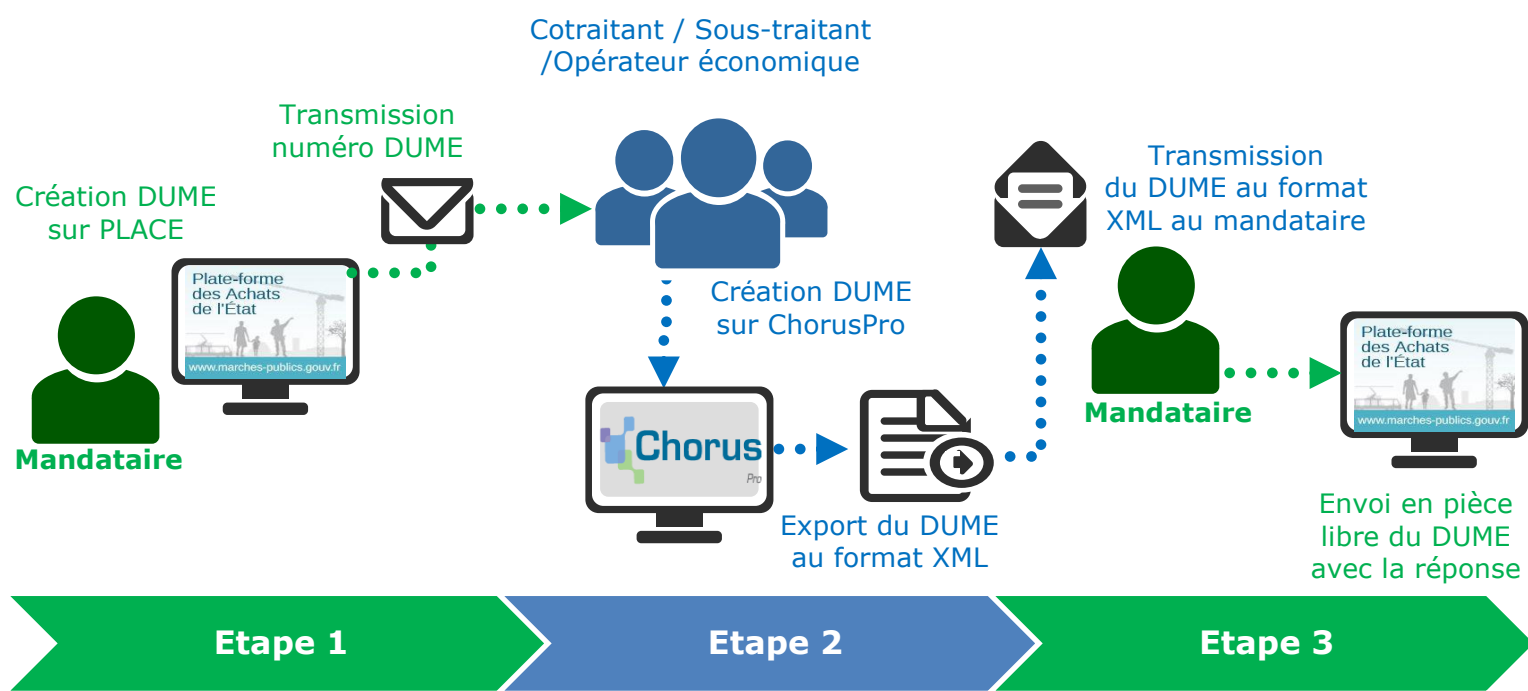 Cotraitant / Sous-traitant
/Opérateur économique
Transmission
numéro DUME
Création DUME
sur PLACE
Plate-forme
des Achats
de l'État
www.marches-publics.gouv.fr
Mandataire
Création DUME
sur ChorusPro
Chorus
Pro
Export du DUME
au format XML
Transmission
du DUME au format
XML au mandataire
Mandataire
Plate-forme
des Achats
de l'État
www.marches-publics.gouv.fr
Envoi en pièce
libre du DUME
avec la réponse
Etape 1
Etape 2
Etape 3